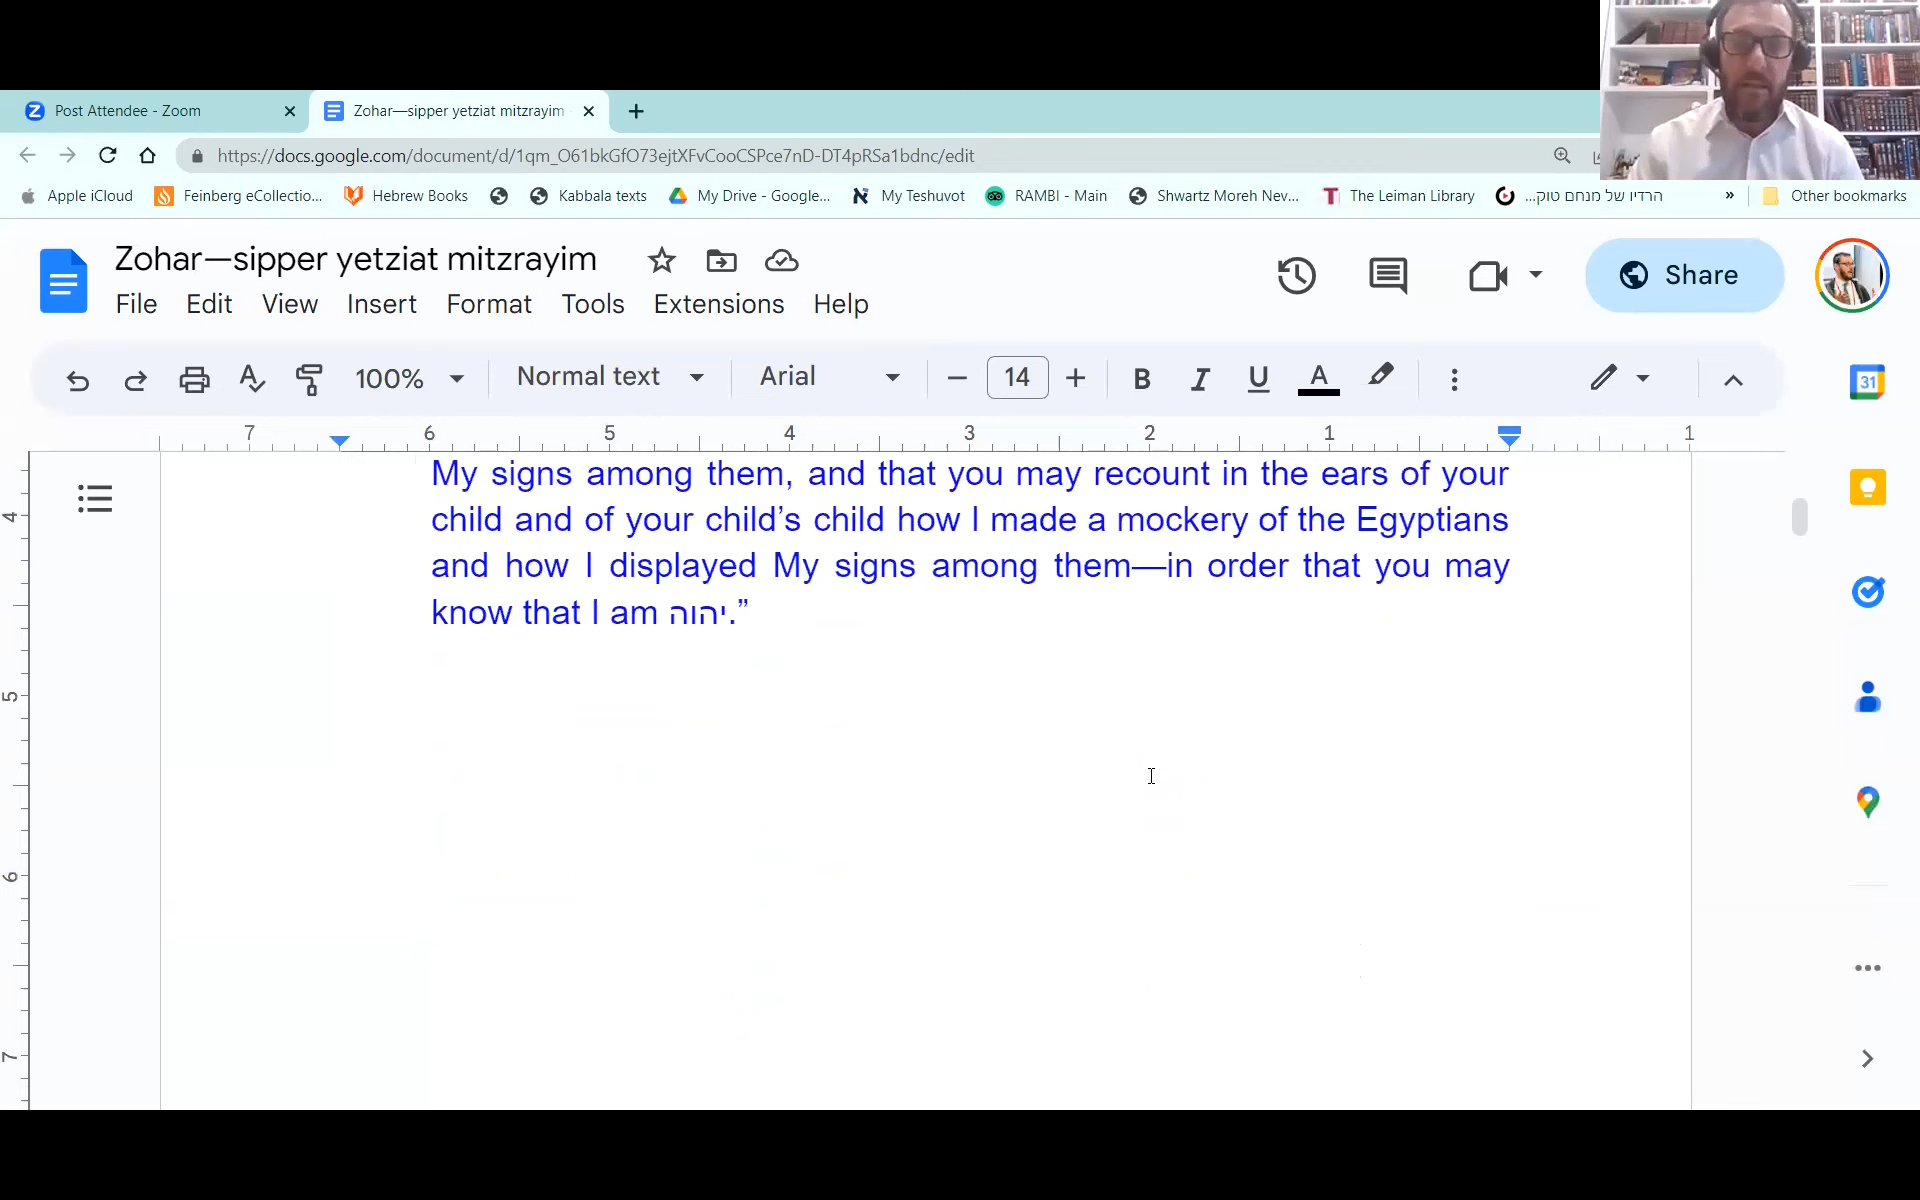 Post Attendee - Zoom
Zohar—sipper yetziat mitzrayim
https://docs.google.com/document/d/1qm_O61bkGfO73ejtXFvCooCSPce7nD-DT4pRSa1bdnc/edit
Apple iCloud
Feinberg eCollectio...
Hebrew Books
Kabbala texts
My Drive - Google...
My Teshuvot
RAMBI - Main
Shwartz Moreh Nev...
The Leiman Library
הרדיו של מנחם טוק...
»
Other bookmarks
Zohar—sipper yetziat mitzrayim
Share
File Edit View Insert Format Tools Extensions Help
100% Normal text Arial 14 B I U A
31
7 6 5 4 3 2 1 1
My signs among them, and that you may recount in the ears of your
child and of your child’s child how I made a mockery of the Egyptians
and how I displayed My signs among them—in order that you may
know that I am יהוה.”
4
5
6
7